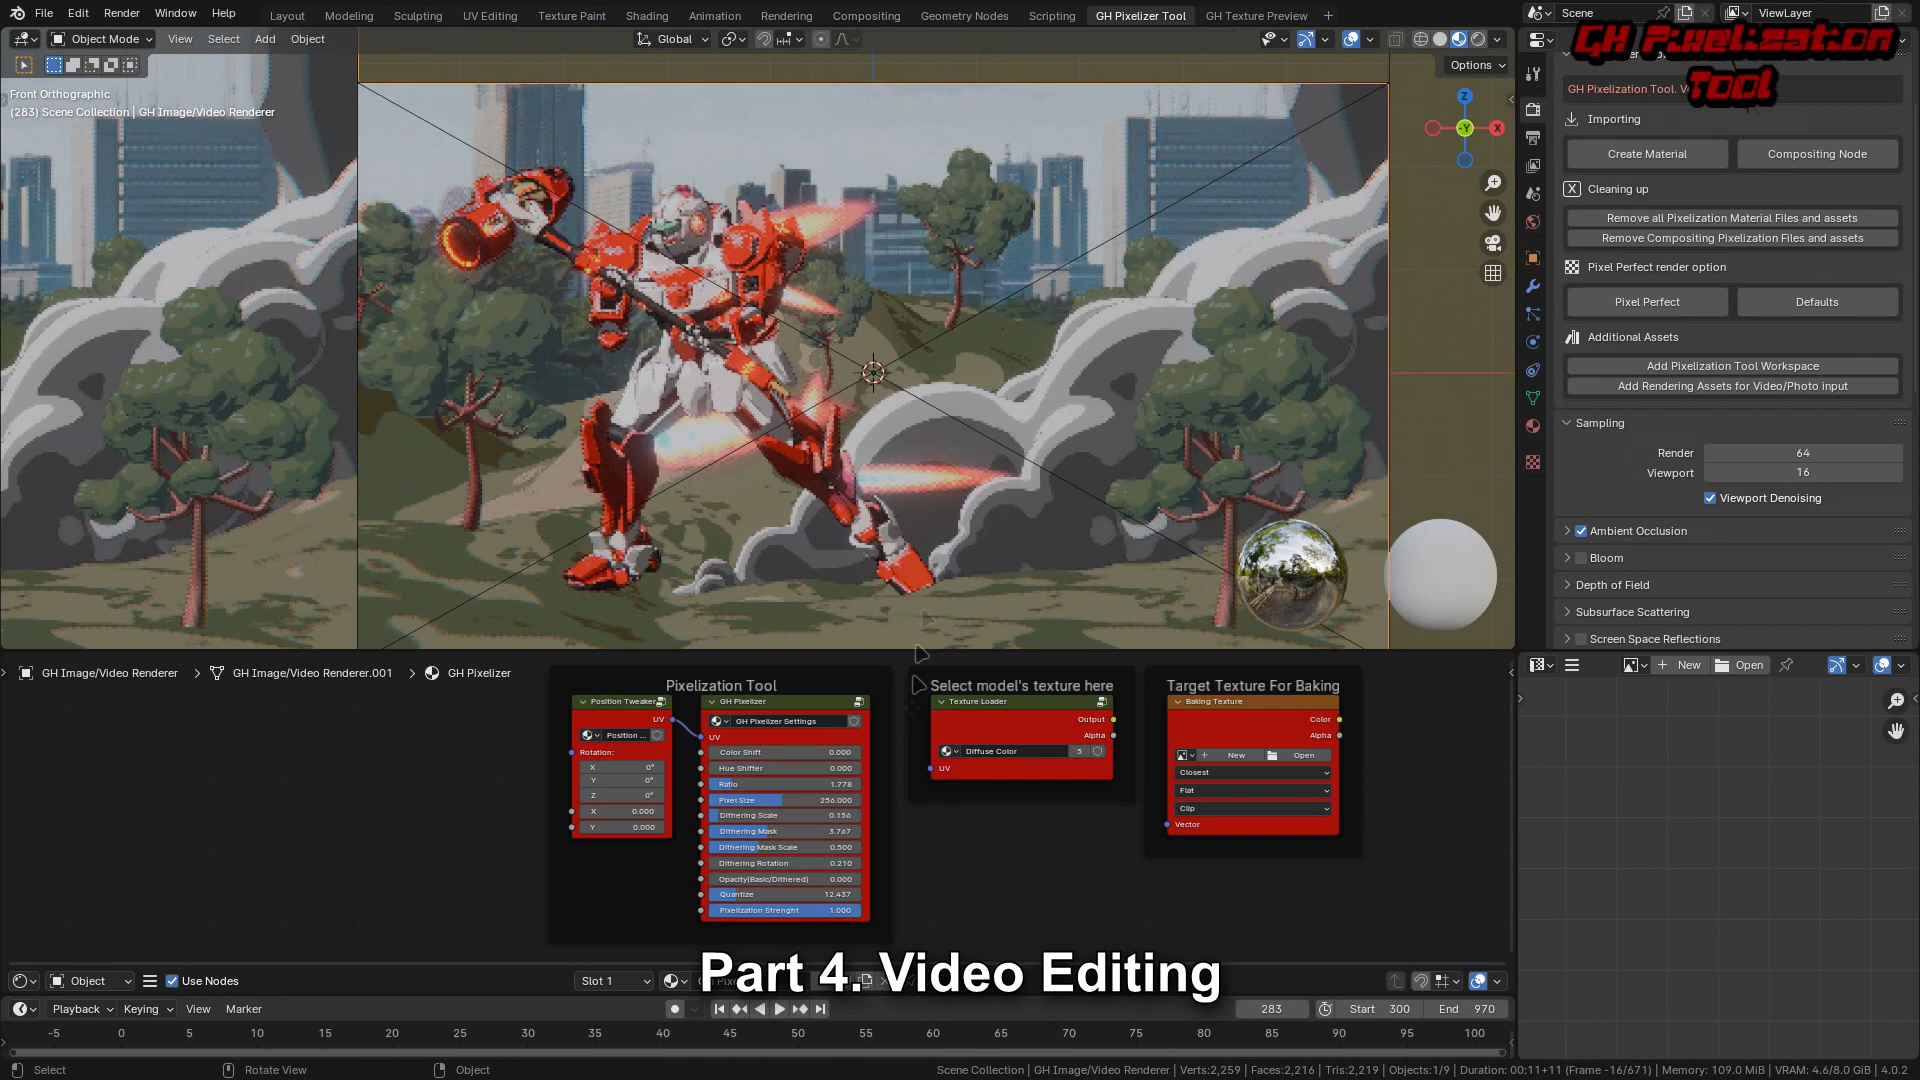 File Edit Render Window Help
Layout Modeling Sculpting UV Editing Texture Paint Shading Animation Rendering Compositing Geometry Nodes Scripting GH Pixelizer Tool GH Texture Preview +
Scene
ViewLayer
Object Mode View Select Add Object
Global
Options
Front Orthographic
(283) Scene Collection | GH Image/Video Renderer
Z
-Y
X
GH Pixelization
Tool
GH Pixelization Tool.
Importing
Create Material Compositing Node
Cleaning up
Remove all Pixelization Material Files and assets
Remove Compositing Pixelization Files and assets
Pixel Perfect render option
Pixel Perfect Defaults
Additional Assets
Add Pixelization Tool Workspace
Add Rendering Assets for Video/Photo input
Sampling
Render 64
Viewport 16
Viewport Denoising
Ambient Occlusion
Bloom
Depth of Field
Subsurface Scattering
Screen Space Reflections
New Open
GH Image/Video Renderer > GH Image/Video Renderer.001 > GH Pixelizer
Pixelization Tool
Position Tweaker
UV
Position ...
Rotation:
X 0°
Y 0°
Z 0°
X 0.000
Y 0.000
GH Pixelizer
GH Pixelizer Settings
UV
Color Shift 0.000
Hue Shifter 0.000
Ratio 1.778
Pixel Size 256.000
Dithering Scale 0.156
Dithering Mask 3.767
Dithering Mask Scale 0.500
Dithering Rotation 0.210
Opacity(Basic/Dithered) 0.000
Quantize 12.437
Pixelization Strenght 1.000
Select model's texture here
Texture Loader
Output
Alpha
Diffuse Color 5
UV
Target Texture For Baking
Baking Texture
Color
Alpha
New Open
Closest
Flat
Clip
Vector
Part 4. Video Editing
Object Use Nodes Slot 1
Playback Keying View Marker
283 Start 300 End 970
-5 0 5 10 15 20 25 30 35 40 45 50 55 60 65 70 75 80 85 90 95 100
Select Rotate View Object
Scene Collection | GH Image/Video Renderer | Verts:2,259 | Faces:2,216 | Tris:2,219 | Objects:1/9 | Duration: 00:11+11 (Frame -16/671) | Memory: 109.0 MiB | VRAM: 4.6/8.0 GiB | 4.0.2